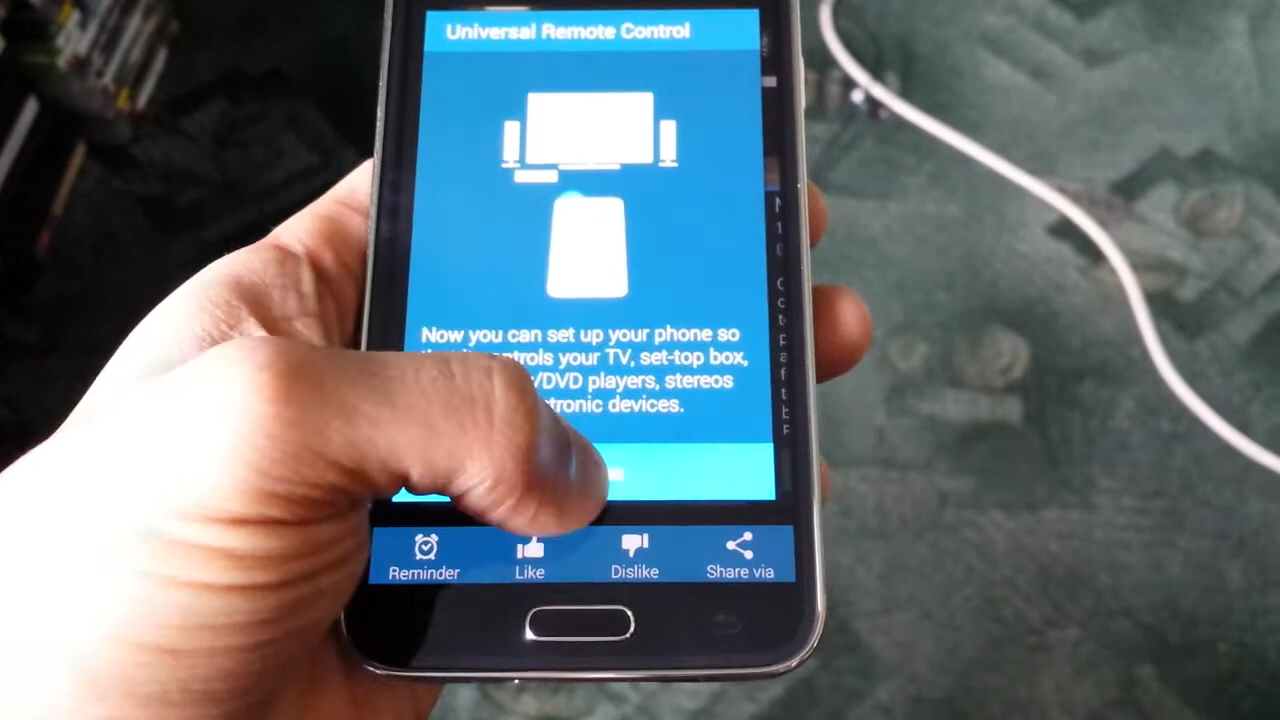 Universal Remote Control
Now you can set up your phone so
controls your TV, set-top box,
/DVD players, stereos
devices.
Reminder
Like
Dislike
Share via